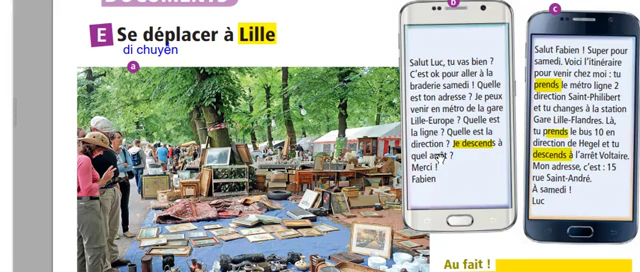 DOCUMENTS
E Se déplacer à Lille
di chuyển
a
b
Salut Luc, tu vas bien ?
C'est ok pour aller à la
braderie samedi ! Quelle
est ton adresse ? Je peux
venir en métro de la gare
Lille-Europe ? Quelle est
la ligne ? Quelle est la
direction ? Je descends à
quel arrêt ?
Merci !
Fabien
c
Salut Fabien ! Super pour
samedi. Voici l'itinéraire
pour venir chez moi : tu
prends le métro ligne 2
direction Saint-Philibert
et tu changes à la station
Gare Lille-Flandres. Là,
tu prends le bus 10 en
direction de Hegel et tu
descends à l'arrêt Voltaire.
Mon adresse, c'est : 15
rue Saint-André.
À samedi !
Luc
Au fait !